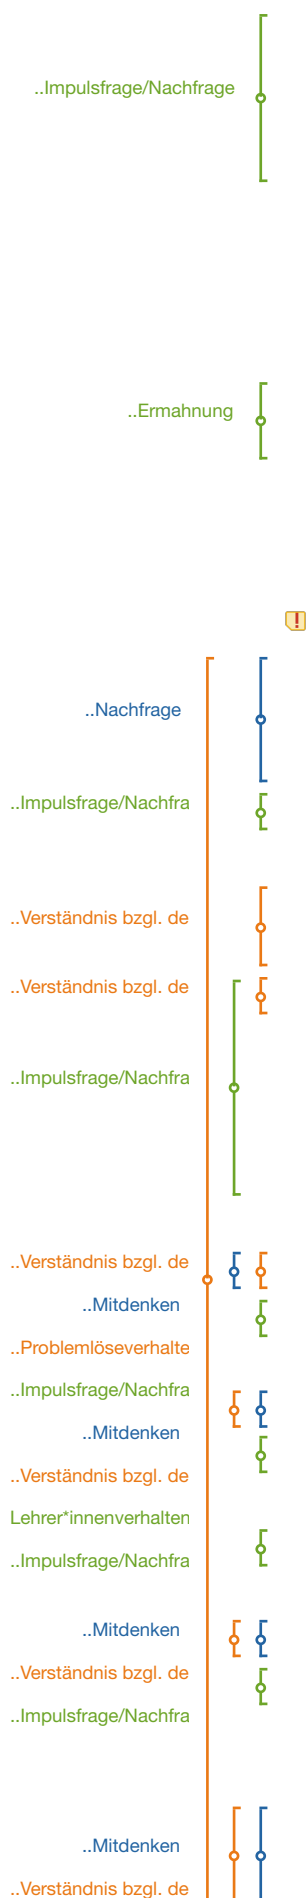 ..Impulsfrage/Nachfrage
..Ermahnung
..Nachfrage
..Impulsfrage/Nachfra
..Verständnis bzgl. de
..Verständnis bzgl. de
..Impulsfrage/Nachfra
..Verständnis bzgl. de
..Mitdenken
..Problemlöseverhalte
..Impulsfrage/Nachfra
..Mitdenken
..Verständnis bzgl. de
Lehrer*innenverhalten
..Impulsfrage/Nachfra
..Mitdenken
..Verständnis bzgl. de
..Impulsfrage/Nachfra
..Mitdenken
..Verständnis bzgl. de